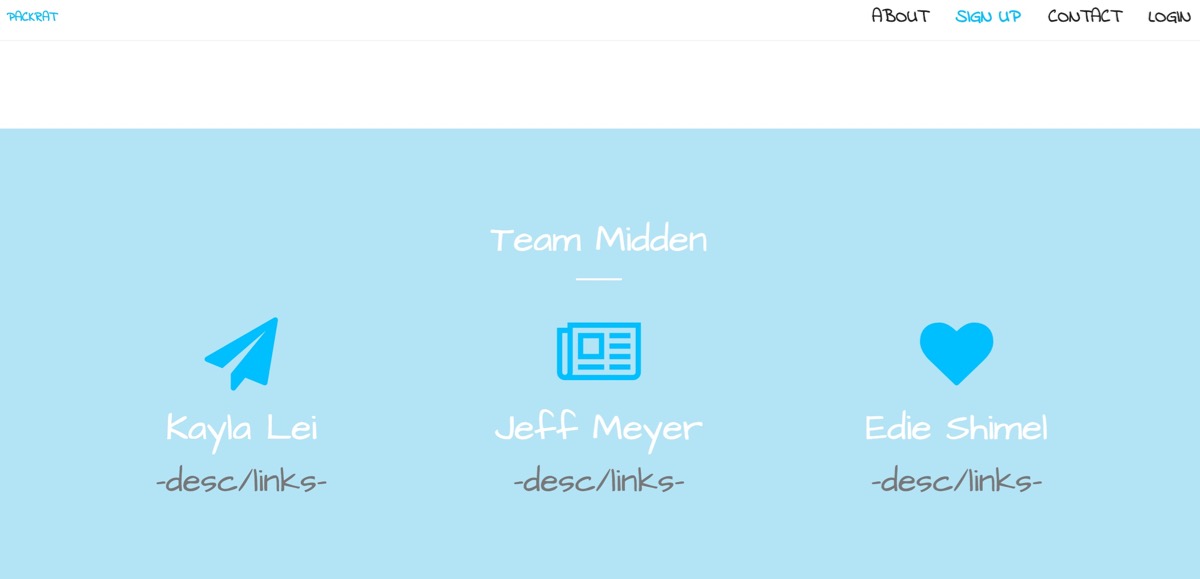 PACKRAT ABOUT SIGN UP CONTACT LOGIN
Team Midden
Kayla Lei Jeff Meyer Edie Shimel
-desc/links- -desc/links- -desc/links-